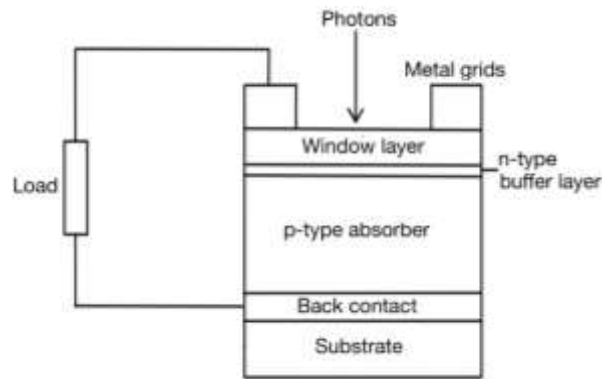 Photons
Metal grids
Window layer
n-type
buffer layer
Load
p-type absorber
Back contact
Substrate